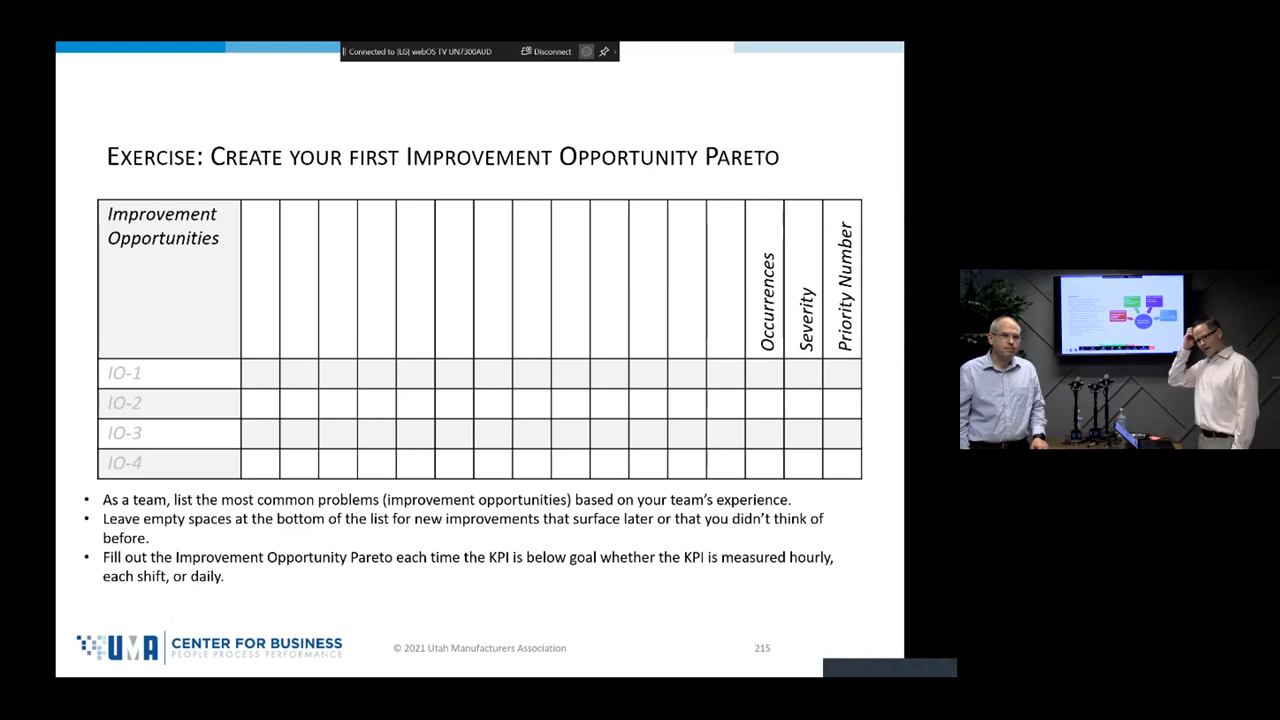 Connected to (LG) webOS TV UN7300AUD Disconnect
EXERCISE: CREATE YOUR FIRST IMPROVEMENT OPPORTUNITY PARETO
Improvement
Opportunities
Occurrences
Severity
Priority Number
IO-1
IO-2
IO-3
IO-4
• As a team, list the most common problems (improvement opportunities) based on your team's experience.
• Leave empty spaces at the bottom of the list for new improvements that surface later or that you didn't think of
before.
• Fill out the Improvement Opportunity Pareto each time the KPI is below goal whether the KPI is measured hourly,
each shift, or daily.
UMA CENTER FOR BUSINESS
PEOPLE PROCESS PERFORMANCE
© 2021 Utah Manufacturers Association
215